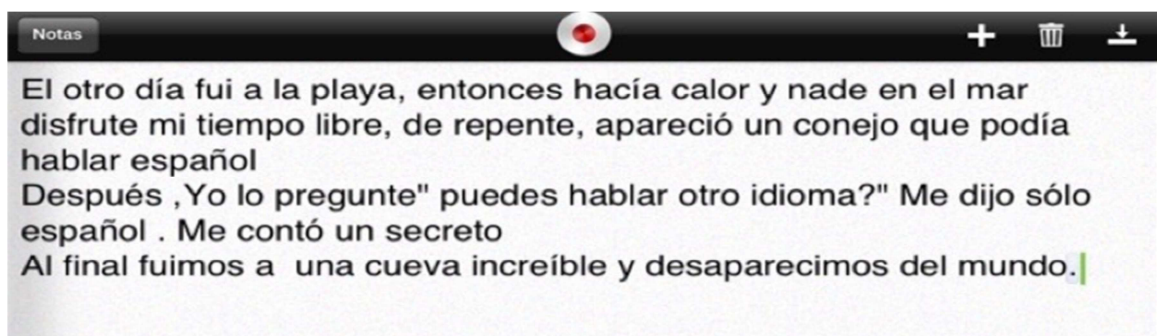 Notas
El otro día fui a la playa, entonces hacía calor y nade en el mar
disfrute mi tiempo libre, de repente, apareció un conejo que podía
hablar español
Después ,Yo lo pregunte" puedes hablar otro idioma?" Me dijo sólo
español . Me contó un secreto
Al final fuimos a  una cueva increíble y desaparecimos del mundo.